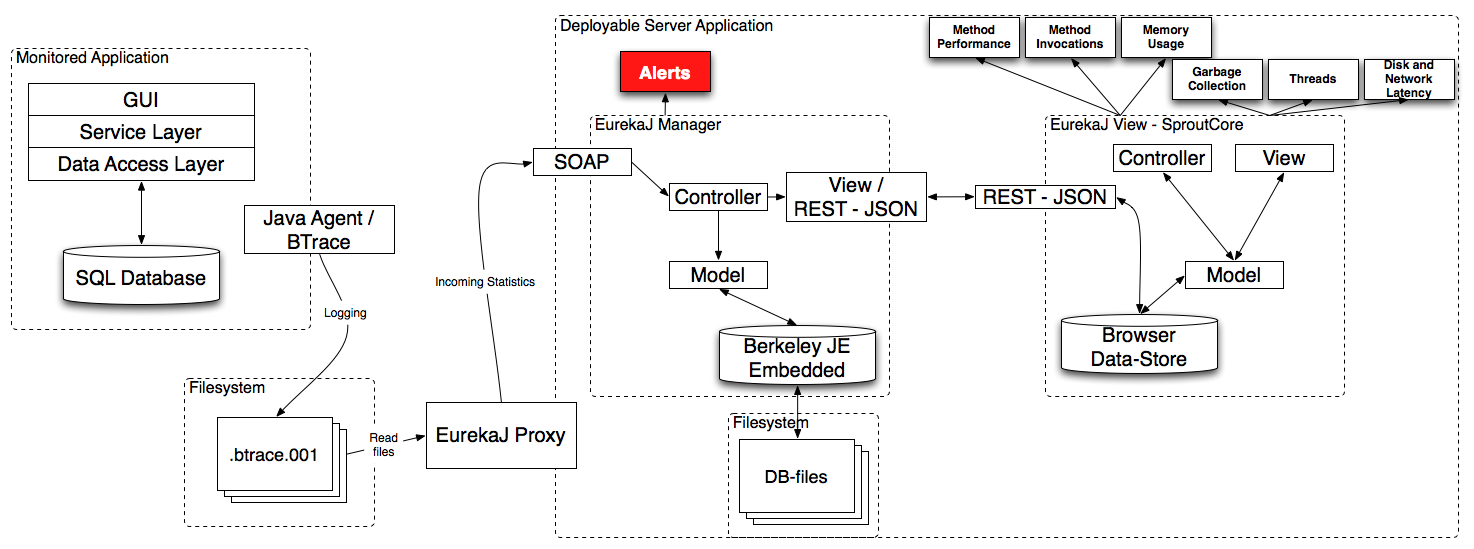 Deployable Server Application
Method
Performance
Method
Invocations
Memory
Usage
Monitored Application
Alerts
Garbage
Collection
Threads
Disk and
Network
Latency
GUI
Service Layer
Data Access Layer
EurekaJ Manager
EurekaJ View - SproutCore
SOAP
Controller
View
Controller
View /
REST - JSON
REST - JSON
Java Agent /
BTrace
SQL Database
Model
Model
Incoming Statistics
Logging
Berkeley JE
Embedded
Browser
Data-Store
Filesystem
.btrace.001
Read
files
EurekaJ Proxy
Filesystem
DB-files